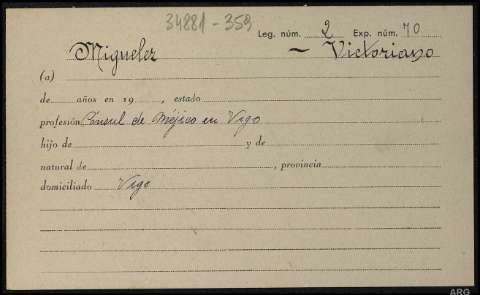 34881-359
Leg. núm. 2 Exp. núm. 70
Miguelez - Victoriano
(a)
de años en 19 , estado
profesión Cónsul de Méjico en Vigo
hijo de y de
natural de , provincia
domiciliado Vigo
ARG